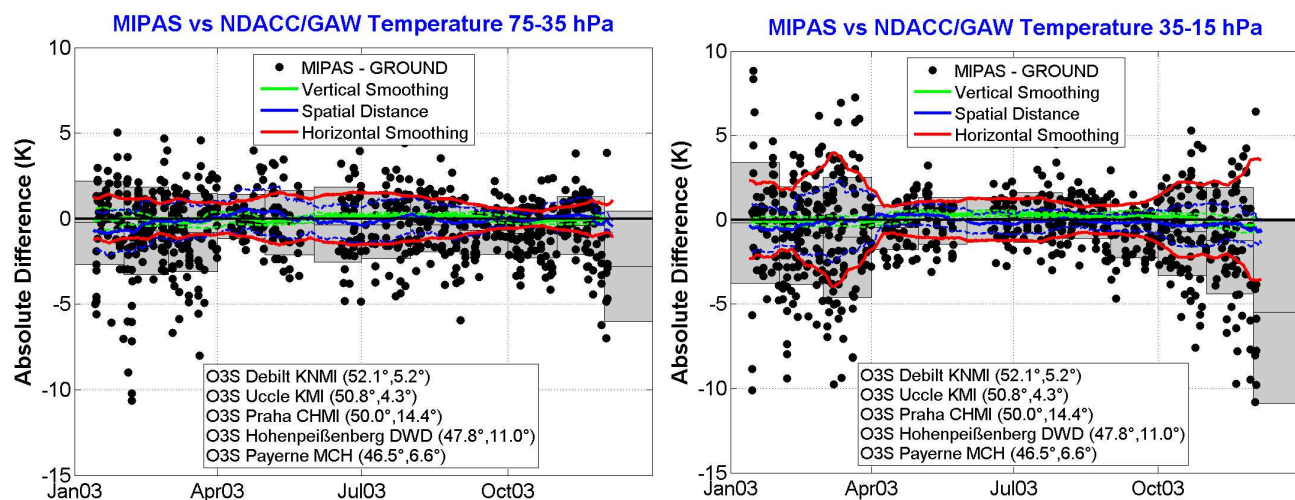 MIPAS vs NDACC/GAW Temperature 75-35 hPa
Absolute Difference (K)
10
5
0
-5
-10
-15
MIPAS - GROUND
Vertical Smoothing
Spatial Distance
Horizontal Smoothing
O3S Debilt KNMI (52.1°,5.2°)
O3S Uccle KMI (50.8°,4.3°)
O3S Praha CHMI (50.0°,14.4°)
O3S Hohenpeißenberg DWD (47.8°,11.0°)
O3S Payerne MCH (46.5°,6.6°)
Jan03 Apr03 Jul03 Oct03
MIPAS vs NDACC/GAW Temperature 35-15 hPa
Absolute Difference (K)
10
5
0
-5
-10
-15
MIPAS - GROUND
Vertical Smoothing
Spatial Distance
Horizontal Smoothing
O3S Debilt KNMI (52.1°,5.2°)
O3S Uccle KMI (50.8°,4.3°)
O3S Praha CHMI (50.0°,14.4°)
O3S Hohenpeißenberg DWD (47.8°,11.0°)
O3S Payerne MCH (46.5°,6.6°)
Jan03 Apr03 Jul03 Oct03